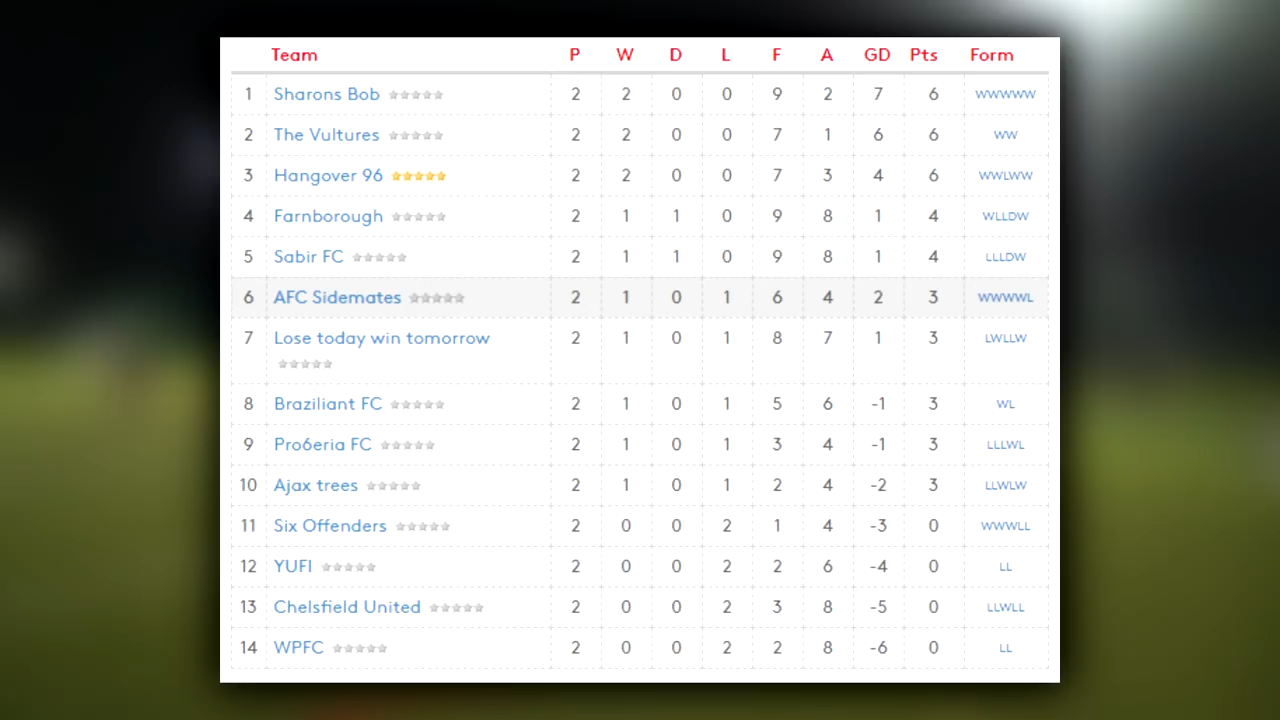 Team P W D L F A GD Pts Form
1 Sharons Bob 2 2 0 0 9 2 7 6 WWWWW
2 The Vultures 2 2 0 0 7 1 6 6 WW
3 Hangover 96 2 2 0 0 7 3 4 6 WWLWW
4 Farnborough 2 1 1 0 9 8 1 4 WLLDW
5 Sabir FC 2 1 1 0 9 8 1 4 LLLDW
6 AFC Sidemates 2 1 0 1 6 4 2 3 WWWWL
7 Lose today win tomorrow 2 1 0 1 8 7 1 3 LWLLW
8 Braziliant FC 2 1 0 1 5 6 -1 3 WL
9 Pro6eria FC 2 1 0 1 3 4 -1 3 LLLWL
10 Ajax trees 2 1 0 1 2 4 -2 3 LLWLW
11 Six Offenders 2 0 0 2 1 4 -3 0 WWWLL
12 YUFI 2 0 0 2 2 6 -4 0 LL
13 Chelsfield United 2 0 0 2 3 8 -5 0 LLWLL
14 WPFC 2 0 0 2 2 8 -6 0 LL